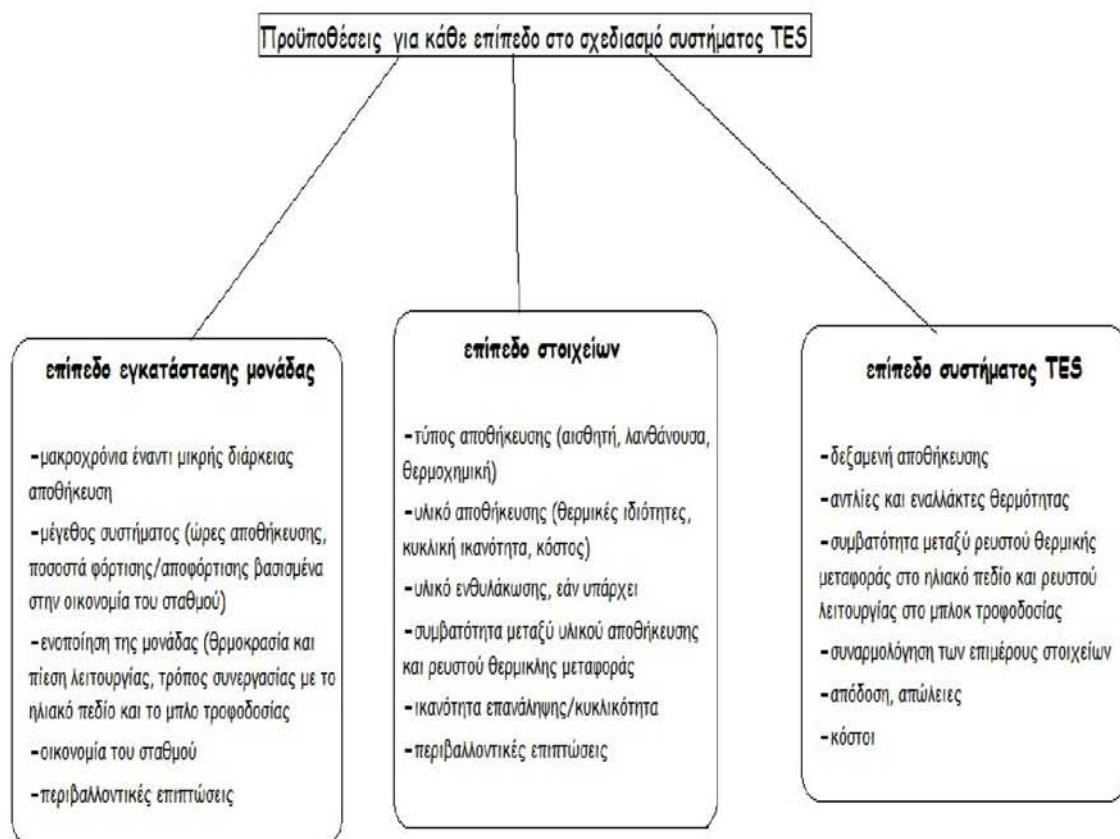 Προϋποθέσεις για κάθε επίπεδο στο σχεδιασμό συστήματος TES
επίπεδο εγκατάστασης μονάδας
-μακροχρόνια έναντι μικρής διάρκειας
αποθήκευση
-μέγεθος συστήματος (ώρες αποθήκευσης,
ποσοστά φόρτισης/αποφόρτισης βασισμένα
στην οικονομία του σταθμού)
-ενοποίηση της μονάδας (θρμοκρασία και
πίεση λειτουργίας, τρόπος συνεργασίας με το
ηλιακό πεδίο και το μπλο τροφοδοσίας
-οικονομία του σταθμού
-περιβαλλοντικές επιπτώσεις
επίπεδο στοιχείων
-τύπος αποθήκευσης (αισθητή, λανθάνουσα,
θερμοχημική)
-υλικό αποθήκευσης (θερμικές ιδιότητες,
κυκλική ικανότητα, κόστος)
-υλικό ενθυλάκωσης, εάν υπάρχει
-συμβατότητα μεταξύ υλικού αποθήκευσης
και ρευστού θερμικλης μεταφοράς
-ικανότητα επανάληψης/κυκλικότητα
-περιβαλλοντικές επιπτώσεις
επίπεδο συστήματος TES
-δεξαμενή αποθήκευσης
-αντλίες και εναλλάκτες θερμότητας
-συμβατότητα μεταξύ ρευστού θερμικής
μεταφοράς στο ηλιακό πεδίο και ρευστού
λειτουργίας στο μπλοκ τροφοδοσίας
-συναρμολόγηση των επιμέρους στοιχείων
-απόδοση, απώλειες
-κόστοι